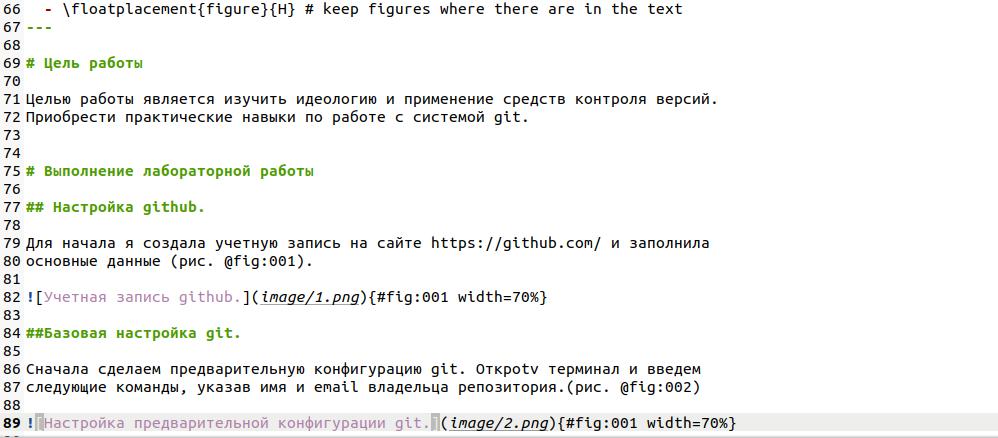 66   - \floatplacement{figure}{H} # keep figures where there are in the text
67 ---
68
69 # Цель работы
70
71 Целью работы является изучить идеологию и применение средств контроля версий.
72 Приобрести практические навыки по работе с системой git.
73
74
75 # Выполнение лабораторной работы
76
77 ## Настройка github.
78
79 Для начала я создала учетную запись на сайте https://github.com/ и заполнила
80 основные данные (рис. @fig:001).
81
82 ![Учетная запись github.](image/1.png){#fig:001 width=70%}
83
84 ##Базовая настройка git.
85
86 Сначала сделаем предварительную конфигурацию git. Откроtv терминал и введем
87 следующие команды, указав имя и email владельца репозитория.(рис. @fig:002)
88
89 ![Настройка предварительной конфигурации git.](image/2.png){#fig:001 width=70%}